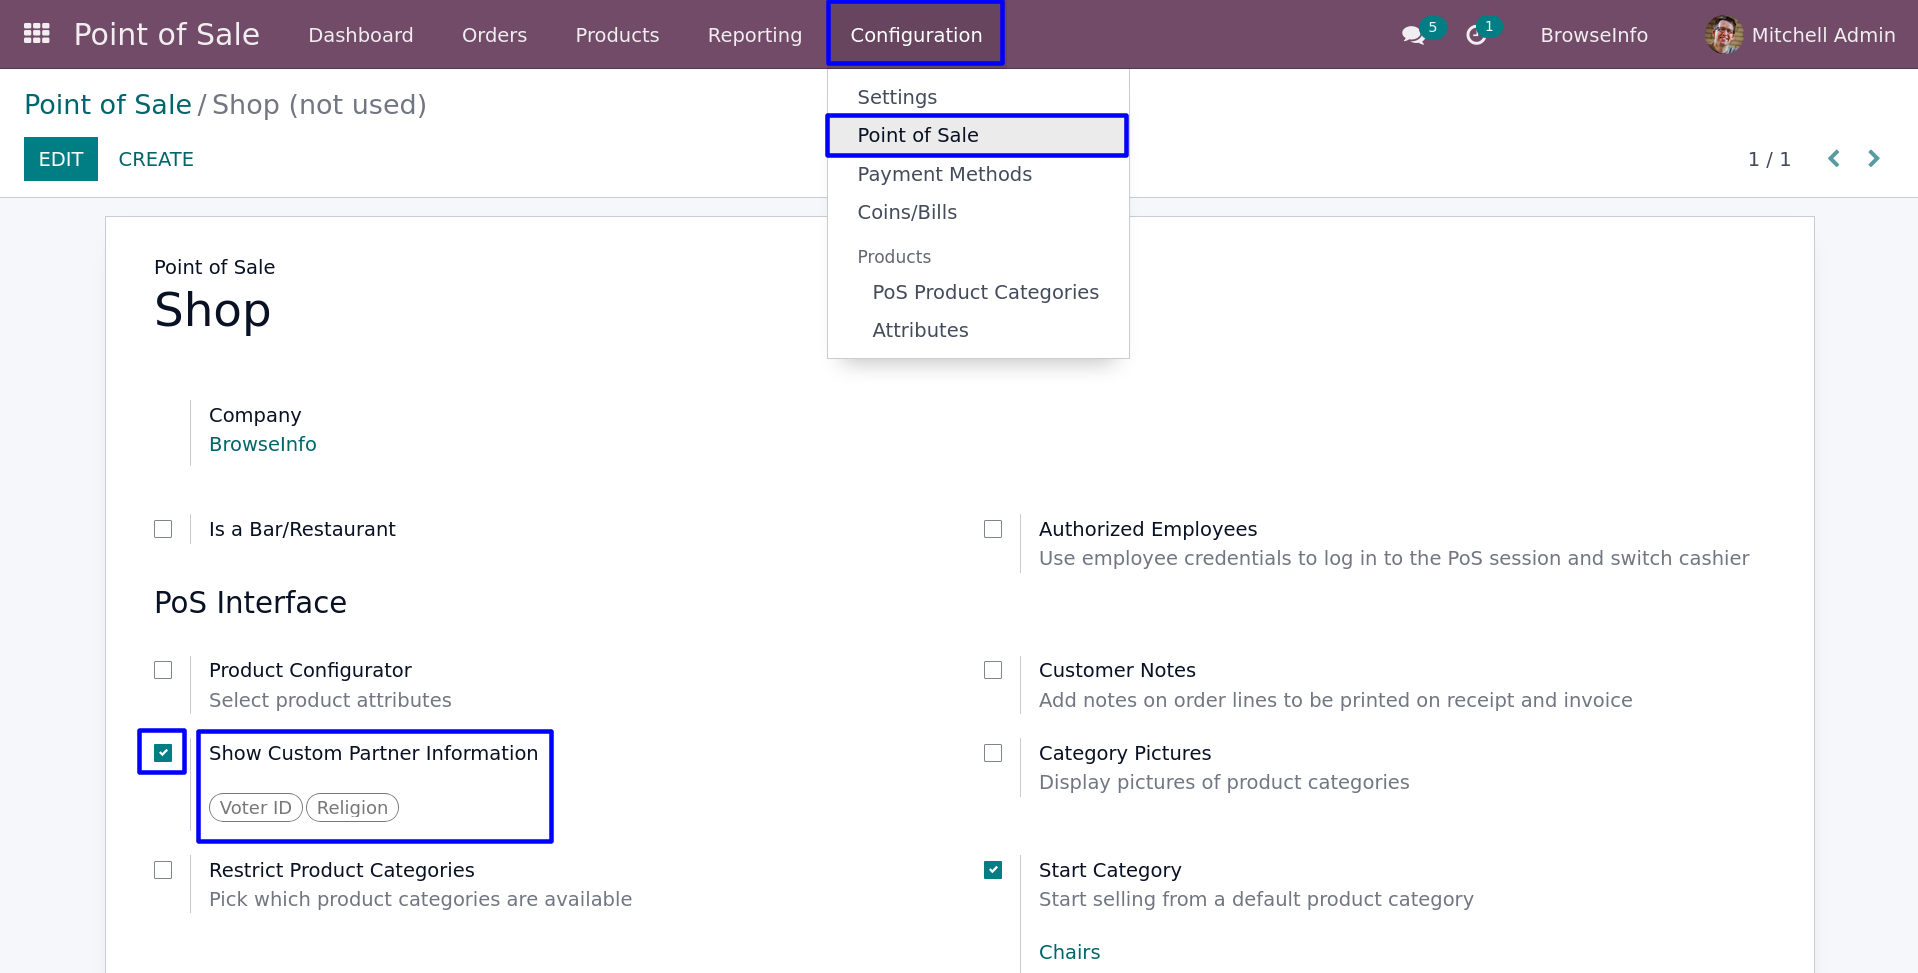 Point of Sale Dashboard Orders Products Reporting Configuration 5 1 BrowseInfo Mitchell Admin
Point of Sale / Shop (not used)
EDIT CREATE
1 / 1
Settings
Point of Sale
Payment Methods
Coins/Bills
Products
PoS Product Categories
Attributes
Point of Sale
Shop
Company
BrowseInfo
Is a Bar/Restaurant
Authorized Employees
Use employee credentials to log in to the PoS session and switch cashier
PoS Interface
Product Configurator
Select product attributes
Customer Notes
Add notes on order lines to be printed on receipt and invoice
Show Custom Partner Information
Voter ID Religion
Category Pictures
Display pictures of product categories
Restrict Product Categories
Pick which product categories are available
Start Category
Start selling from a default product category
Chairs